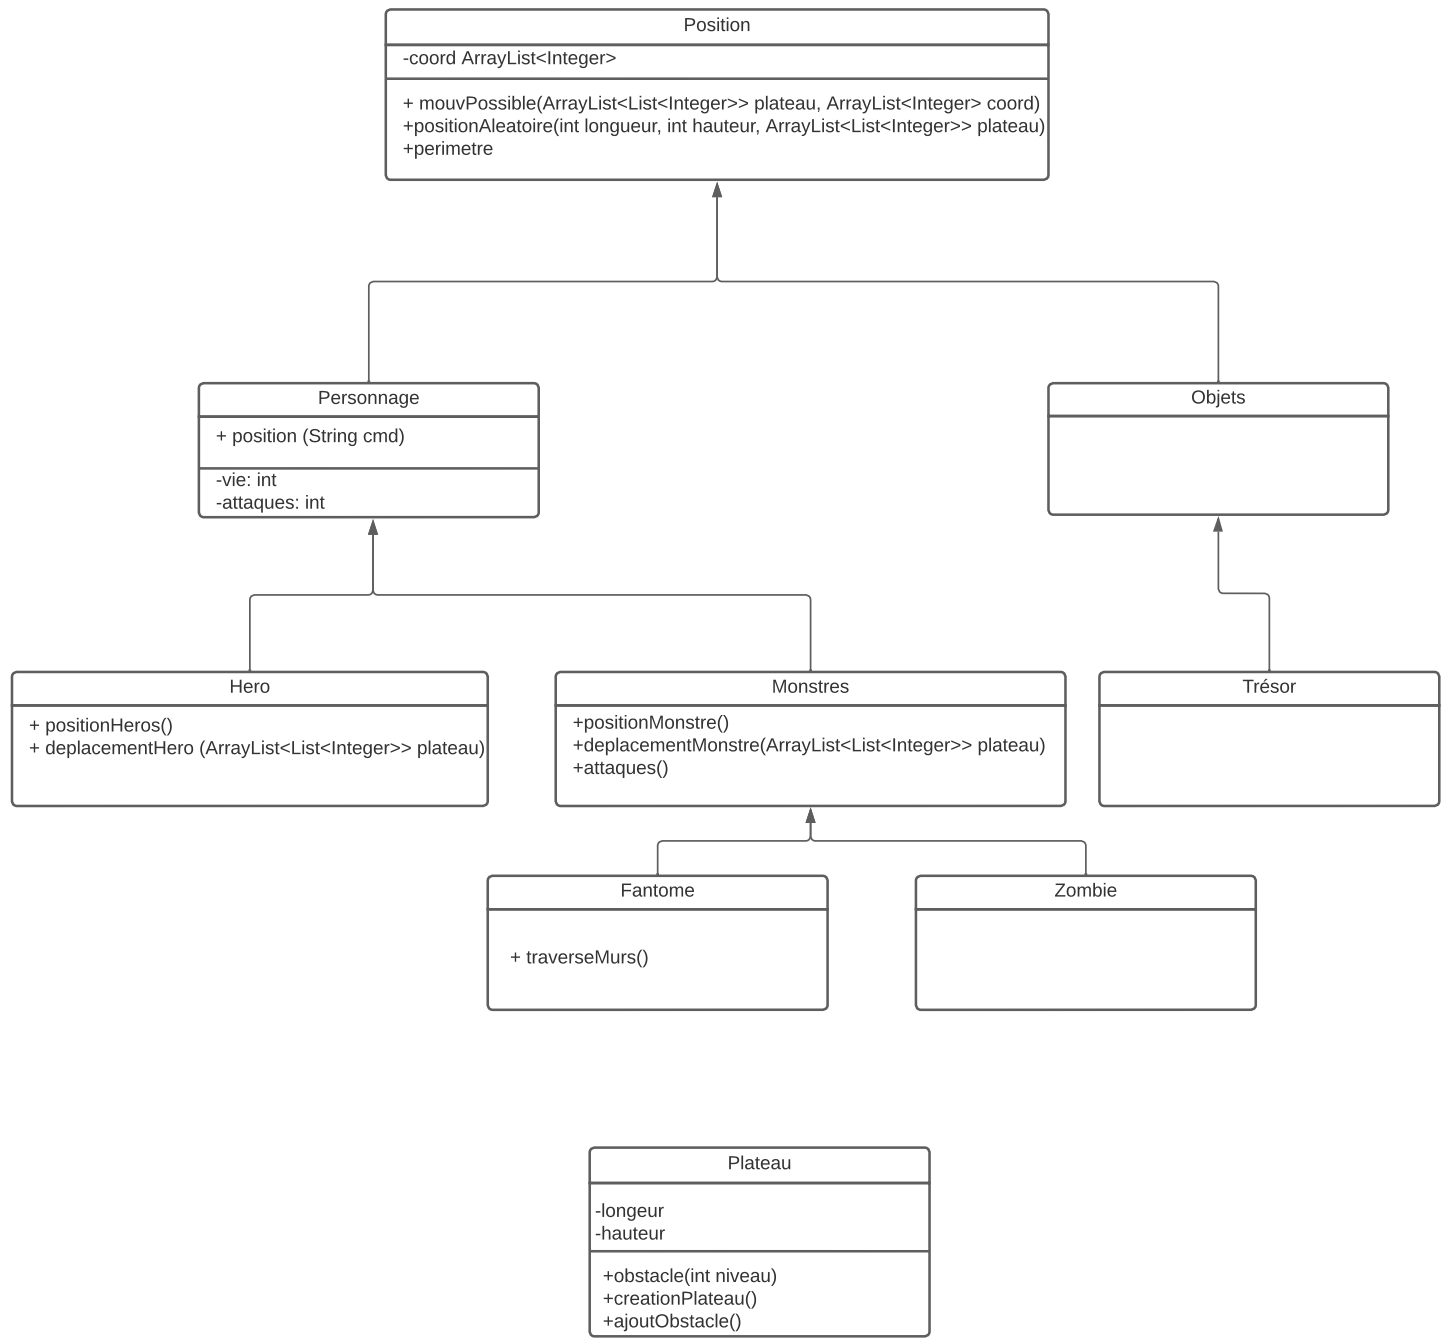 Position
-coord ArrayList<Integer>
+ mouvPossible(ArrayList<List<Integer>> plateau, ArrayList<Integer> coord)
+positionAleatoire(int longueur, int hauteur, ArrayList<List<Integer>> plateau)
+perimetre
Personnage
+ position (String cmd)
-vie: int
-attaques: int
Objets
Hero
+ positionHeros()
+ deplacementHero (ArrayList<List<Integer>> plateau)
Monstres
+positionMonstre()
+deplacementMonstre(ArrayList<List<Integer>> plateau)
+attaques()
Trésor
Fantome
+ traverseMurs()
Zombie
Plateau
-longeur
-hauteur
+obstacle(int niveau)
+creationPlateau()
+ajoutObstacle()